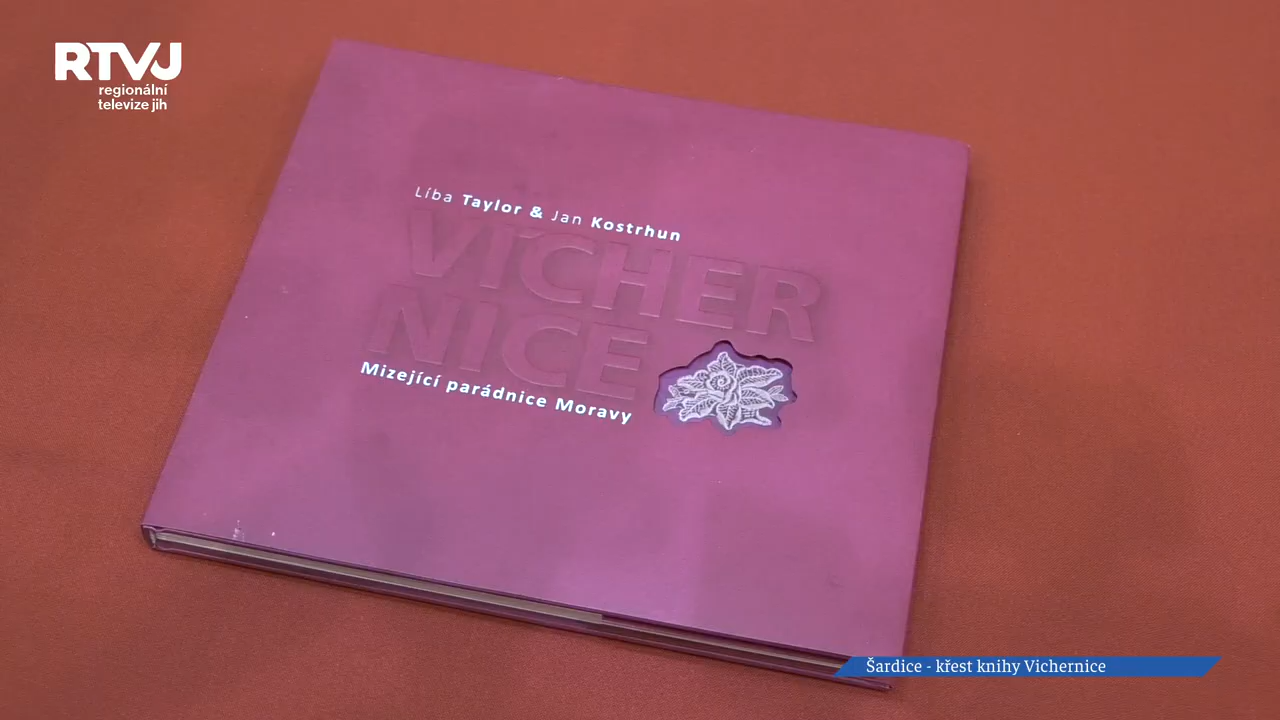 RTVJ
regionální
televize jih
Líba Taylor & Jan Kostrhun
VICHER
NICE
Mizející parádnice Moravy
Šardice - křest knihy Vichernice